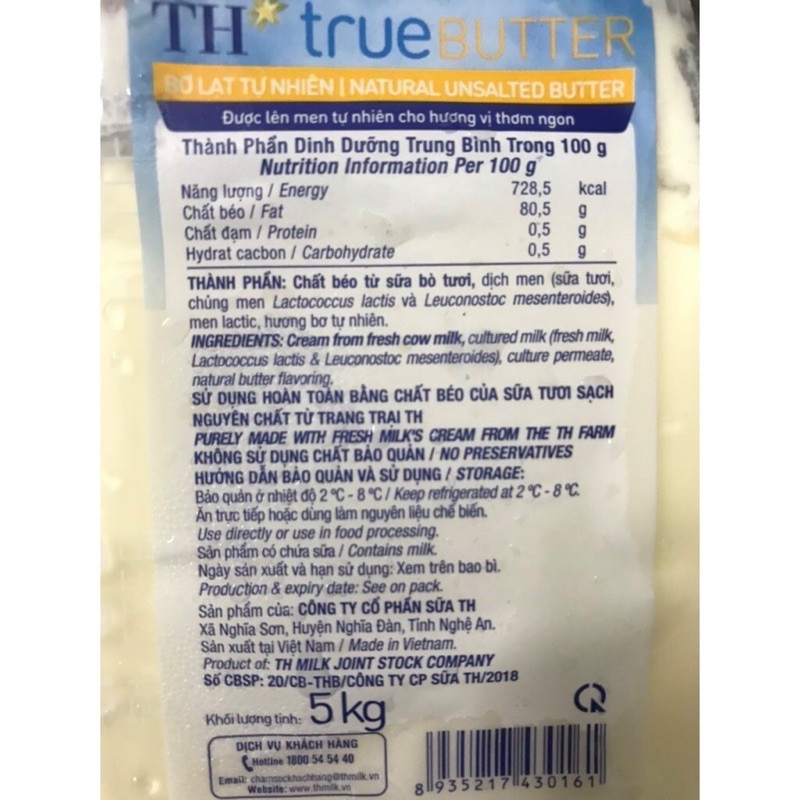 TH true BUTTER
BƠ LẠT TỰ NHIÊN | NATURAL UNSALTED BUTTER
Được lên men tự nhiên cho hương vị thơm ngon
Thành Phần Dinh Dưỡng Trung Bình Trong 100 g
Nutrition Information Per 100 g
Năng lượng / Energy 728,5 kcal
Chất béo / Fat 80,5 g
Chất đạm / Protein 0,5 g
Hydrat cacbon / Carbohydrate 0,5 g
THÀNH PHẦN: Chất béo từ sữa bò tươi, dịch men (sữa tươi,
chủng men Lactococcus lactis và Leuconostoc mesenteroides),
men lactic, hương bơ tự nhiên.
INGREDIENTS: Cream from fresh cow milk, cultured milk (fresh milk,
Lactococcus lactis & Leuconostoc mesenteroides), culture permeate,
natural butter flavoring.
SỬ DỤNG HOÀN TOÀN BẰNG CHẤT BÉO CỦA SỮA TƯƠI SẠCH
NGUYÊN CHẤT TỪ TRANG TRẠI TH
PURELY MADE WITH FRESH MILK'S CREAM FROM THE TH FARM
KHÔNG SỬ DỤNG CHẤT BẢO QUẢN / NO PRESERVATIVES
HƯỚNG DẪN BẢO QUẢN VÀ SỬ DỤNG / STORAGE:
Bảo quản ở nhiệt độ 2 °C - 8 °C / Keep refrigerated at 2 °C - 8 °C.
Ăn trực tiếp hoặc dùng làm nguyên liệu chế biến.
Use directly or use in food processing.
Sản phẩm có chứa sữa / Contains milk.
Ngày sản xuất và hạn sử dụng: Xem trên bao bì.
Production & expiry date: See on pack.
Sản phẩm của: CÔNG TY CỔ PHẦN SỮA TH
Xã Nghĩa Sơn, Huyện Nghĩa Đàn, Tỉnh Nghệ An.
Sản xuất tại Việt Nam / Made in Vietnam.
Product of: TH MILK JOINT STOCK COMPANY
Số CBSP: 20/CB-THB/CÔNG TY CP SỮA TH/2018
Khối lượng tịnh: 5 kg
DỊCH VỤ KHÁCH HÀNG
Hotline 1800 54 54 40
Email: chamsockhachhang@thmilk.vn
Website: www.thmilk.vn
8 935217 430161